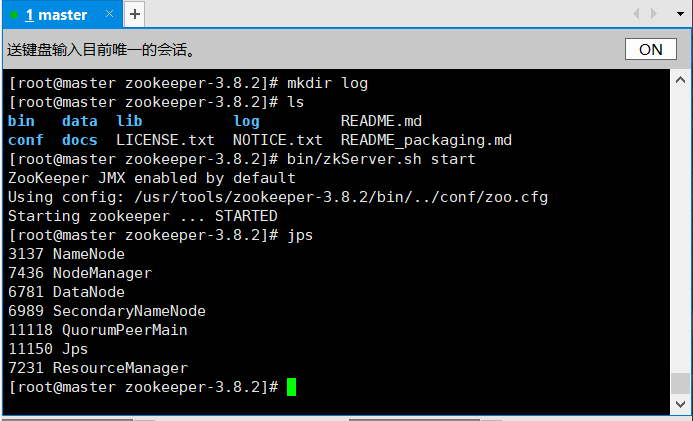 1 master
送键盘输入目前唯一的会话。
ON
[root@master zookeeper-3.8.2]# mkdir log
[root@master zookeeper-3.8.2]# ls
bin data lib log README.md
conf docs LICENSE.txt NOTICE.txt README_packaging.md
[root@master zookeeper-3.8.2]# bin/zkServer.sh start
ZooKeeper JMX enabled by default
Using config: /usr/tools/zookeeper-3.8.2/bin/../conf/zoo.cfg
Starting zookeeper ... STARTED
[root@master zookeeper-3.8.2]# jps
3137 NameNode
7436 NodeManager
6781 DataNode
6989 SecondaryNameNode
11118 QuorumPeerMain
11150 Jps
7231 ResourceManager
[root@master zookeeper-3.8.2]#